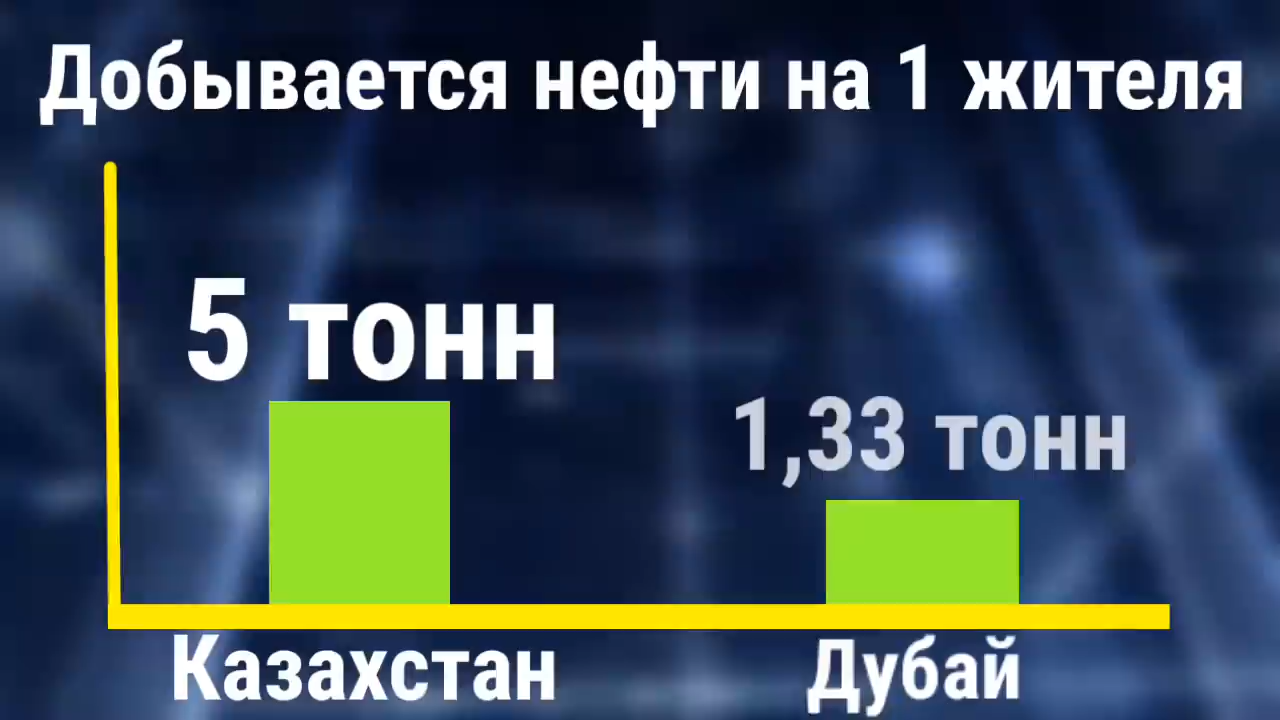 Добывается нефти на 1 жителя
5 тонн
1,33 тонн
Казахстан
Дубай